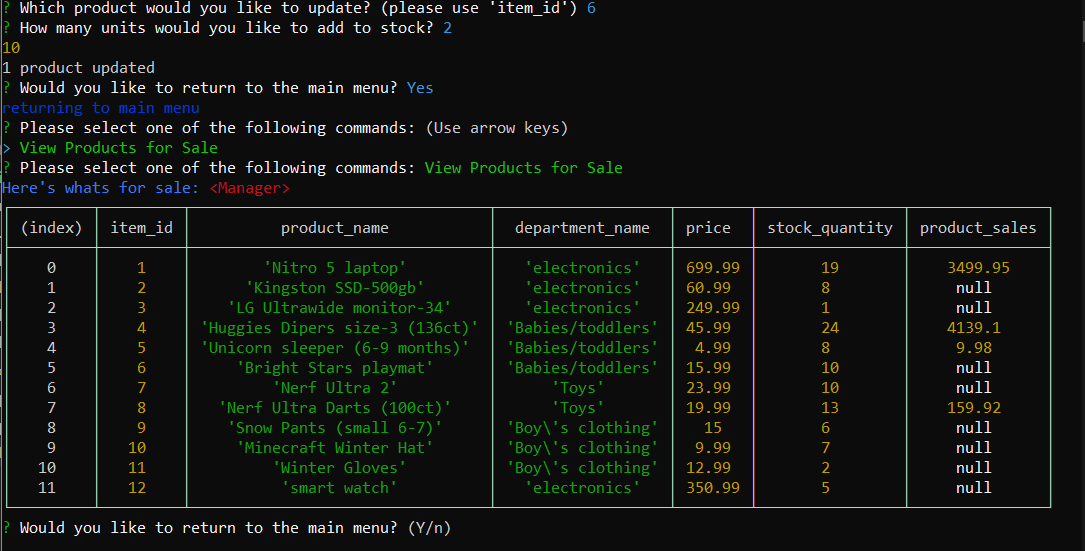 ? Which product would you like to update? (please use 'item_id') 6
? How many units would you like to add to stock? 2
10
1 product updated
? Would you like to return to the main menu? Yes
returning to main menu
? Please select one of the following commands: (Use arrow keys)
> View Products for Sale
? Please select one of the following commands: View Products for Sale
Here's whats for sale: <Manager>
(index) item_id product_name department_name price stock_quantity product_sales
0 1 'Nitro 5 laptop' 'electronics' 699.99 19 3499.95
1 2 'Kingston SSD-500gb' 'electronics' 60.99 8 null
2 3 'LG Ultrawide monitor-34' 'electronics' 249.99 1 null
3 4 'Huggies Dipers size-3 (136ct)' 'Babies/toddlers' 45.99 24 4139.1
4 5 'Unicorn sleeper (6-9 months)' 'Babies/toddlers' 4.99 8 9.98
5 6 'Bright Stars playmat' 'Babies/toddlers' 15.99 10 null
6 7 'Nerf Ultra 2' 'Toys' 23.99 10 null
7 8 'Nerf Ultra Darts (100ct)' 'Toys' 19.99 13 159.92
8 9 'Snow Pants (small 6-7)' 'Boy\'s clothing' 15 6 null
9 10 'Minecraft Winter Hat' 'Boy\'s clothing' 9.99 7 null
10 11 'Winter Gloves' 'Boy\'s clothing' 12.99 2 null
11 12 'smart watch' 'electronics' 350.99 5 null
? Would you like to return to the main menu? (Y/n)